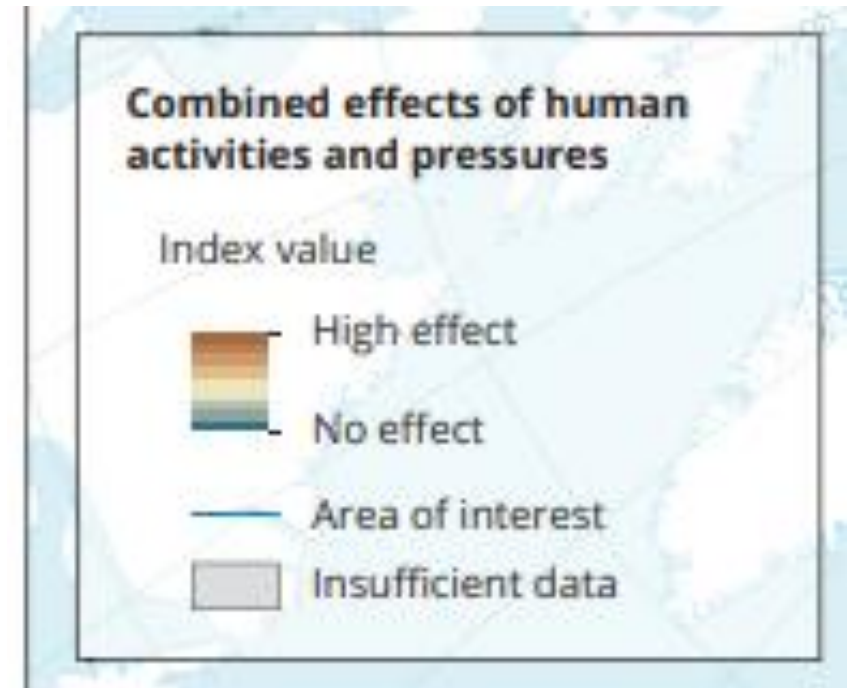 Combined effects of human
activities and pressures
Index value
High effect
No effect
Area of interest
Insufficient data